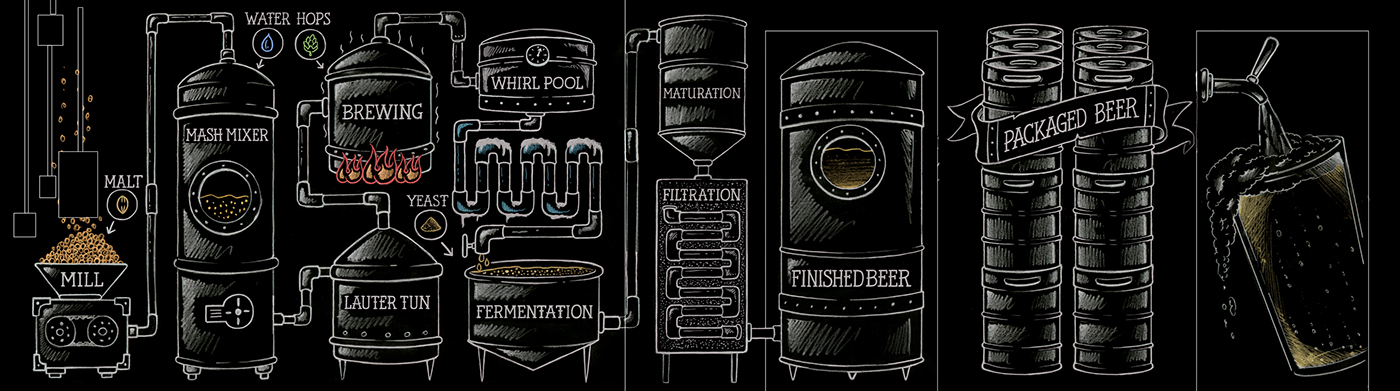 WATER HOPS
MALT
MILL
MASH MIXER
BREWING
WHIRL POOL
YEAST
LAUTER TUN
FERMENTATION
MATURATION
FILTRATION
FINISHED BEER
PACKAGED BEER